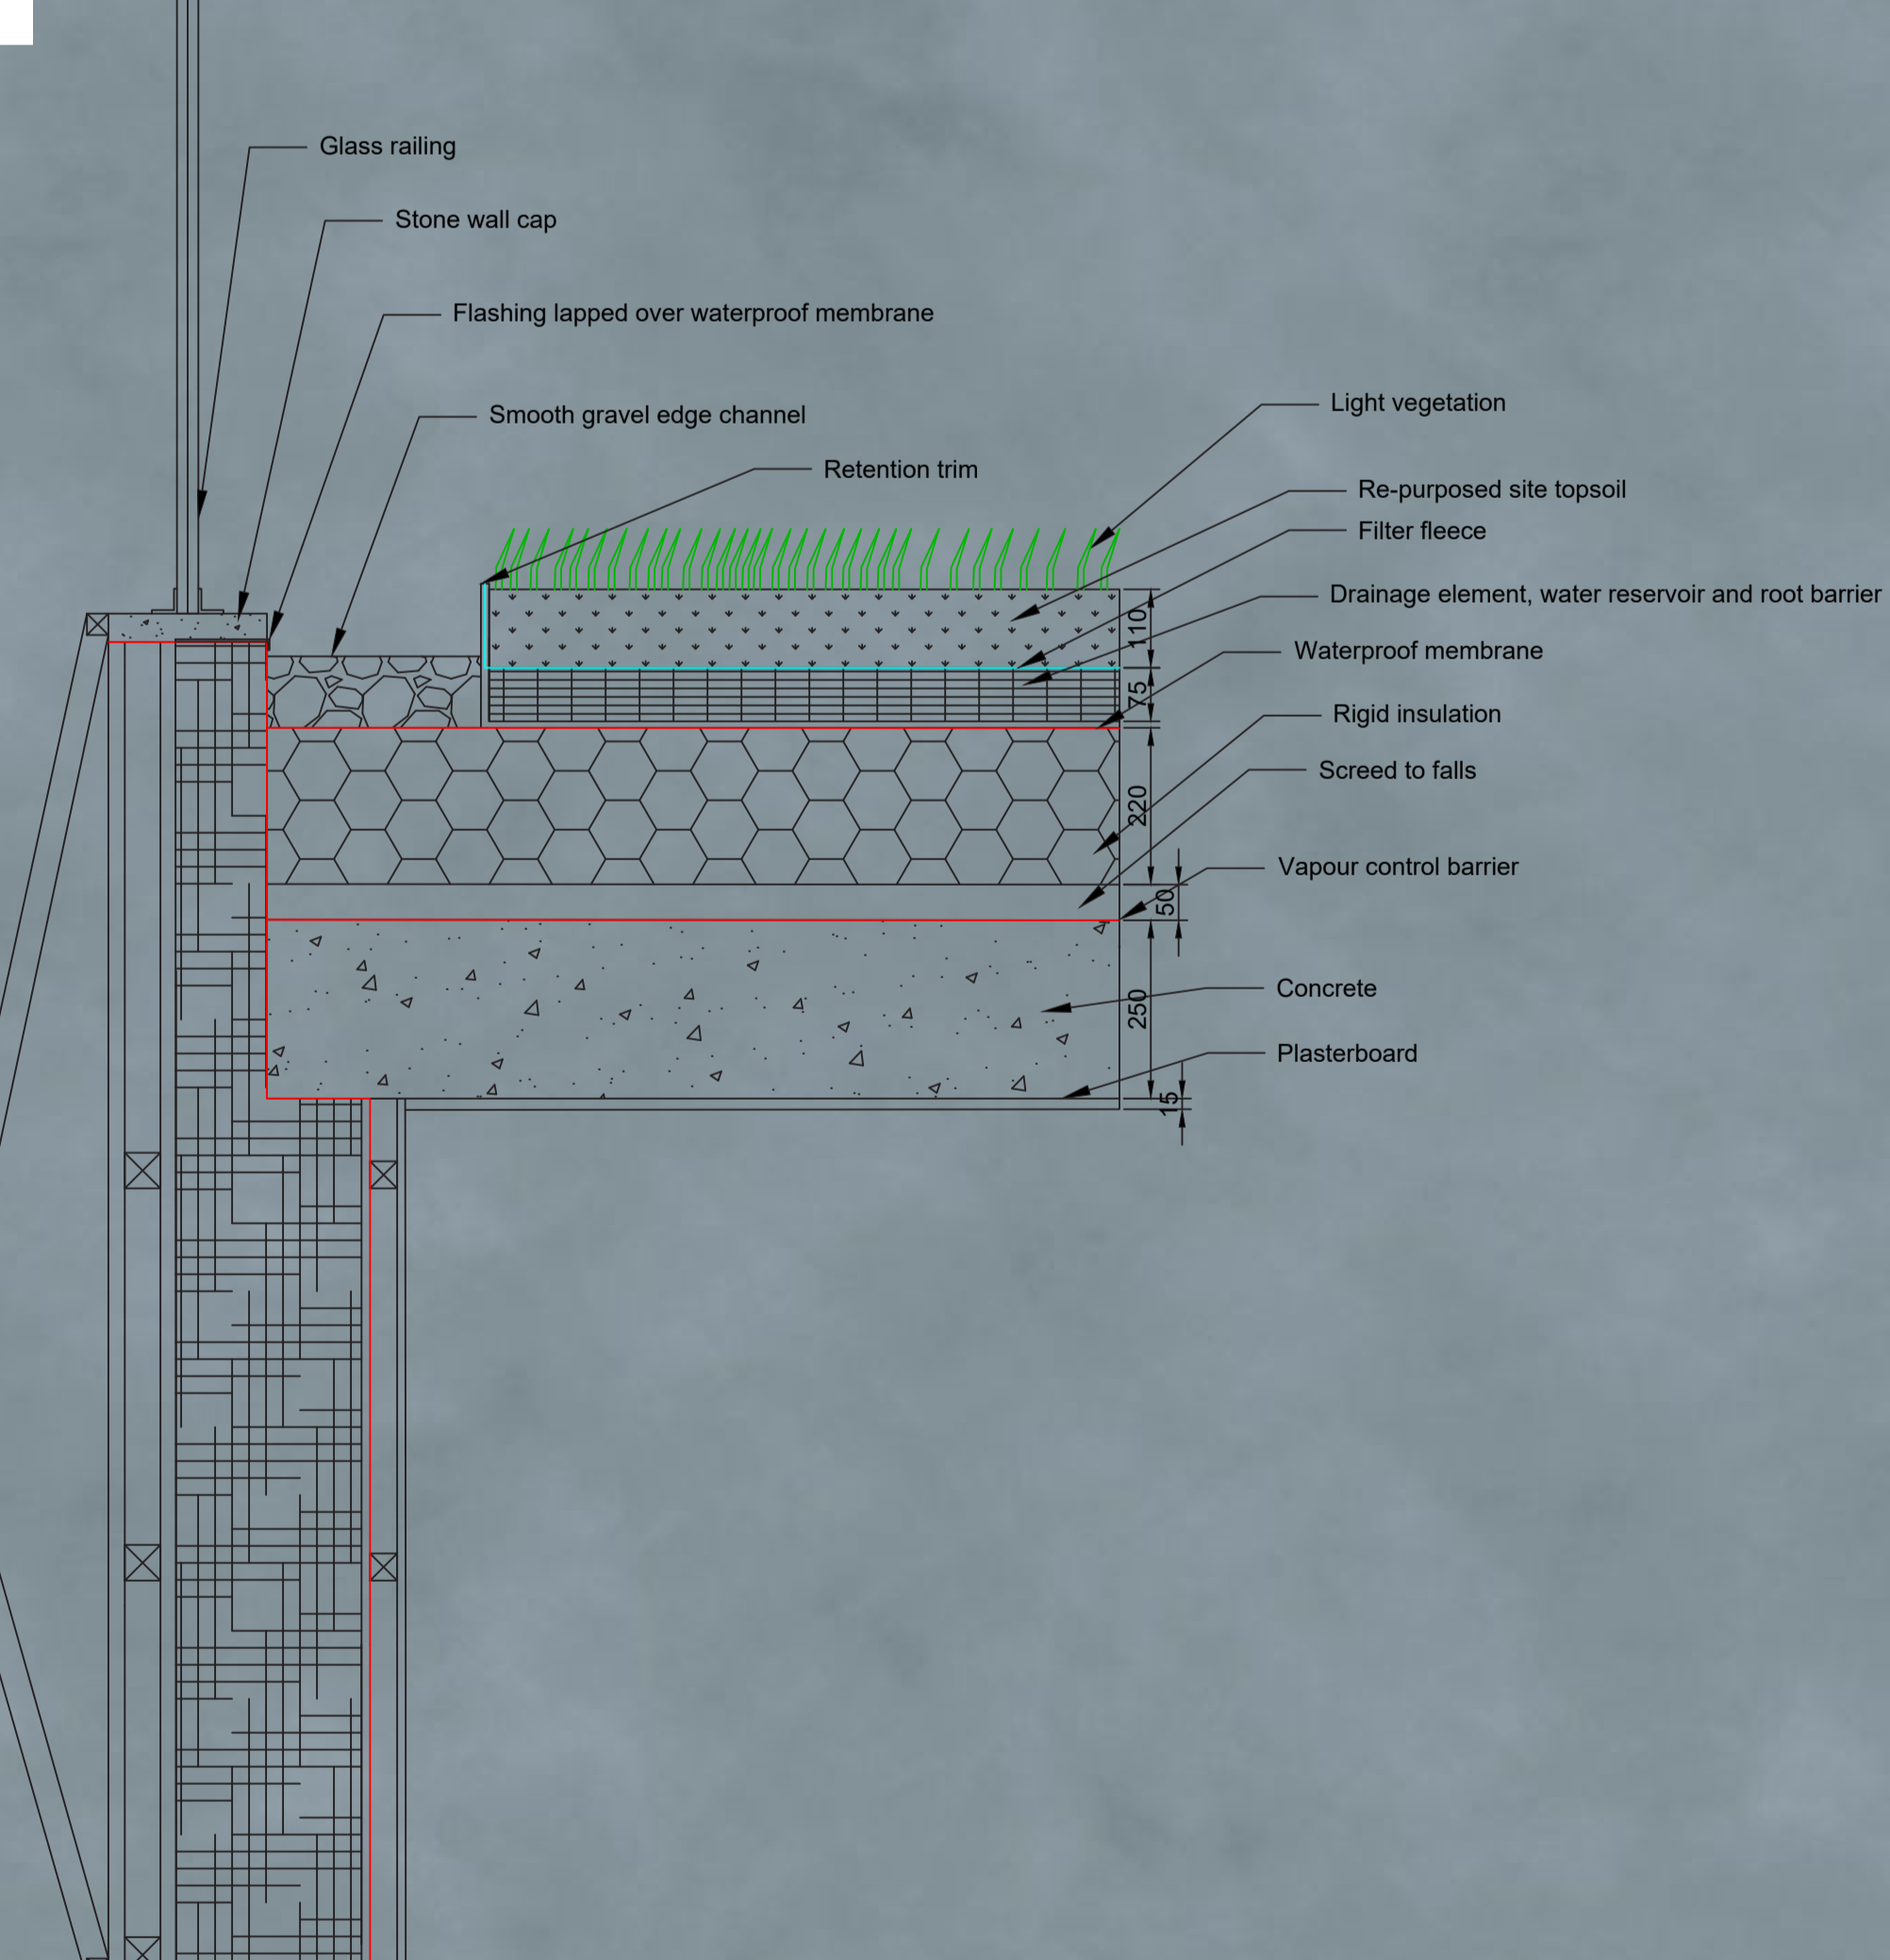 Glass railing
Stone wall cap
Flashing lapped over waterproof membrane
Smooth gravel edge channel
Retention trim
Light vegetation
Re-purposed site topsoil
Filter fleece
Drainage element, water reservoir and root barrier
Waterproof membrane
Rigid insulation
Screed to falls
Vapour control barrier
Concrete
Plasterboard
110
75
220
50
250
15